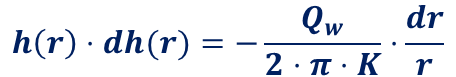 h(r) · dh(r) = − Q_w / (2 · π · K) · dr / r